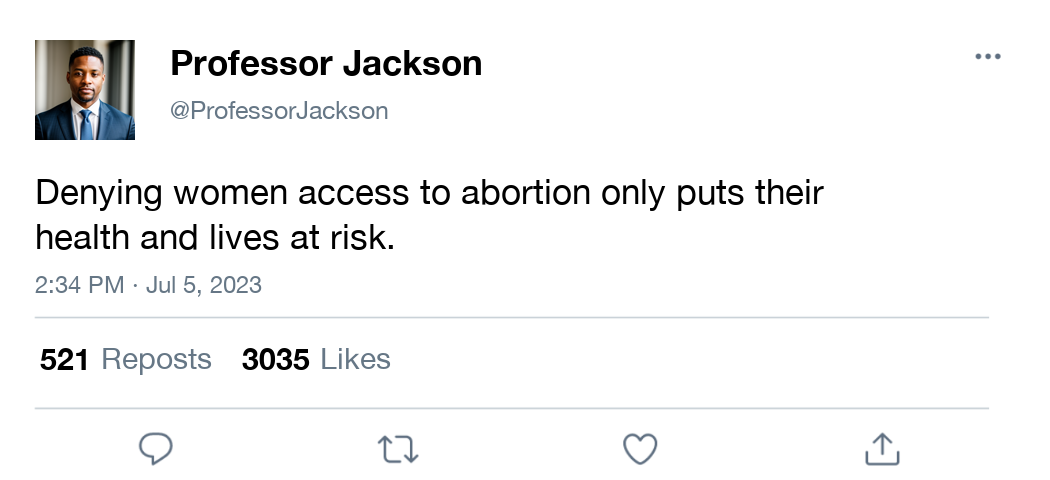 Professor Jackson
@ProfessorJackson
Denying women access to abortion only puts their
health and lives at risk.
2:34 PM · Jul 5, 2023
521 Reposts 3035 Likes